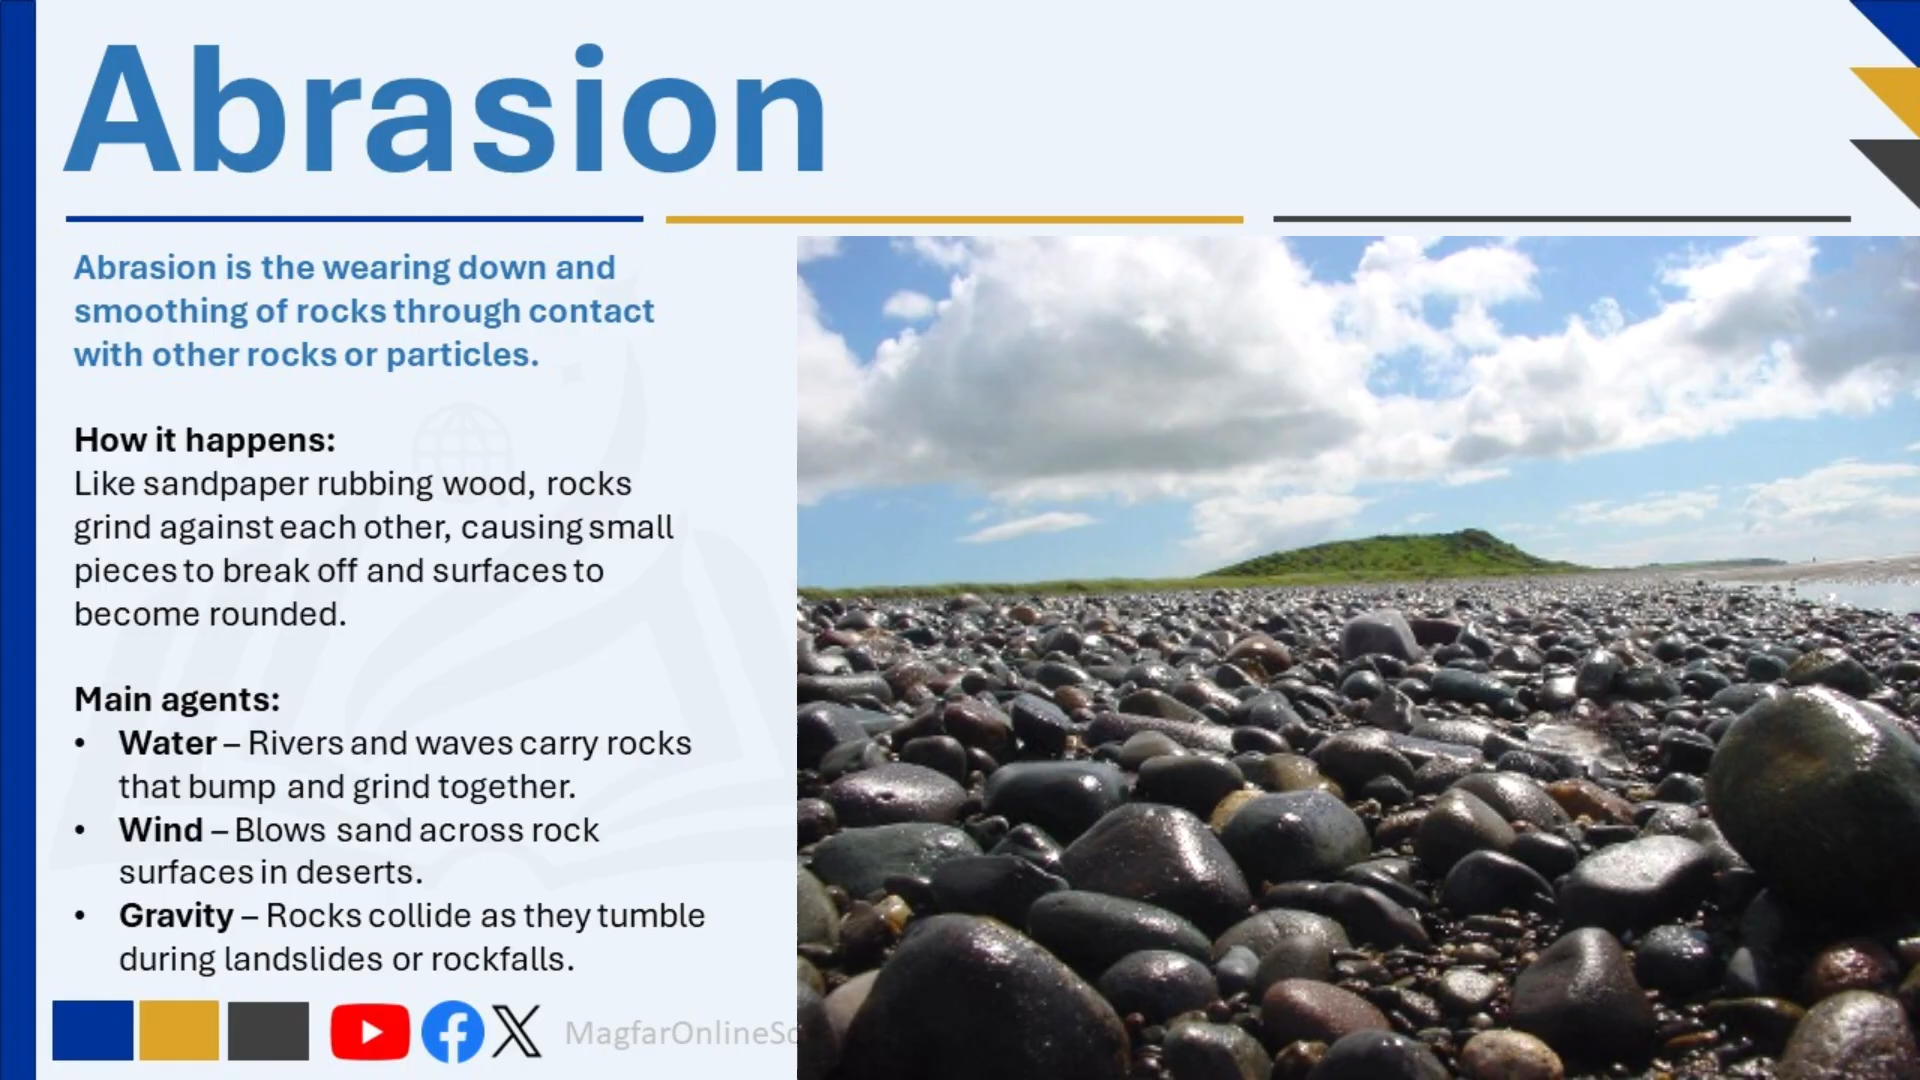 Abrasion
Abrasion is the wearing down and
smoothing of rocks through contact
with other rocks or particles.
How it happens:
Like sandpaper rubbing wood, rocks
grind against each other, causing small
pieces to break off and surfaces to
become rounded.
Main agents:
• Water – Rivers and waves carry rocks
that bump and grind together.
• Wind – Blows sand across rock
surfaces in deserts.
• Gravity – Rocks collide as they tumble
during landslides or rockfalls.